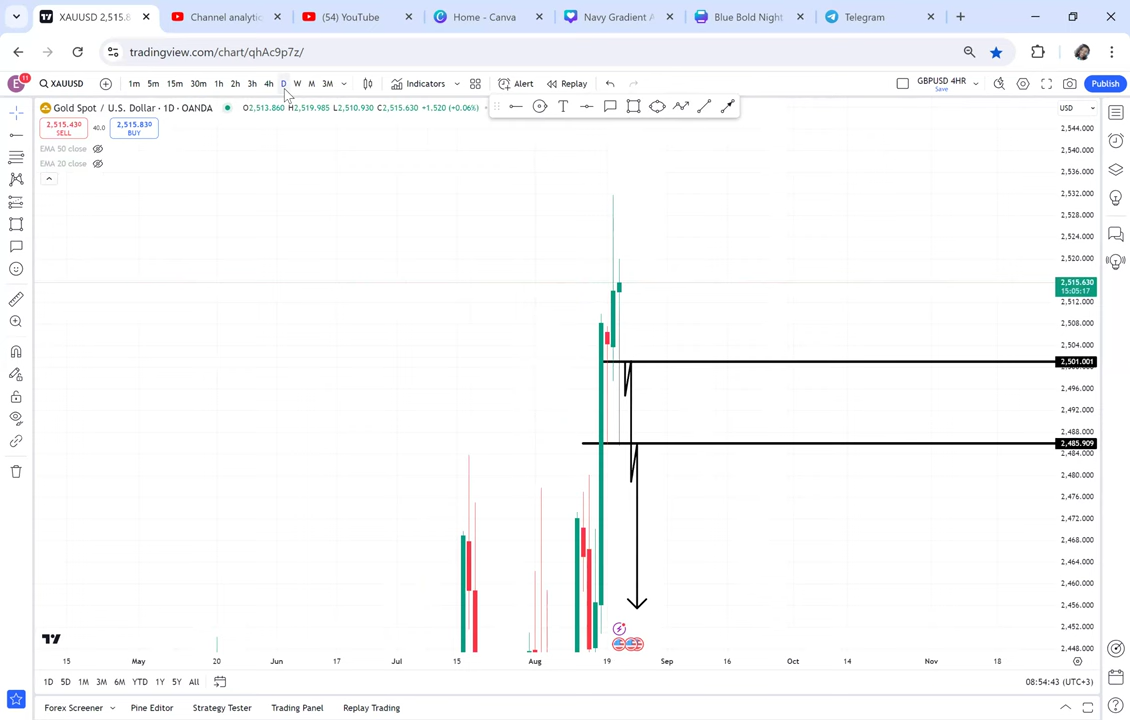 XAUUSD 2,515.8
Channel analytic
(54) YouTube
Home - Canva
Navy Gradient A
Blue Bold Night
Telegram
tradingview.com/chart/qhAc9p7z/
E 11 XAUUSD 1m 5m 15m 30m 1h 2h 3h 4h D W M 3M Indicators Alert Replay GBPUSD 4HR Save Publish
Gold Spot / U.S. Dollar · 1D · OANDA O2,513.860 H2,519.985 L2,510.930 C2,515.630 +1.520 (+0.06%)
2,515.430 SELL 40.0 2,515.830 BUY
EMA 50 close
EMA 20 close
USD
2,544.000
2,540.000
2,536.000
2,532.000
2,528.000
2,524.000
2,520.000
2,515.630
15:05:17
2,512.000
2,508.000
2,504.000
2,501.001
2,496.000
2,492.000
2,488.000
2,485.909
2,484.000
2,480.000
2,476.000
2,472.000
2,468.000
2,464.000
2,460.000
2,456.000
2,452.000
2,448.000
15 May 20 Jun 17 Jul 15 Aug 19 Sep 16 Oct 14 Nov 18
1D 5D 1M 3M 6M YTD 1Y 5Y All 08:54:43 (UTC+3)
Forex Screener Pine Editor Strategy Tester Trading Panel Replay Trading